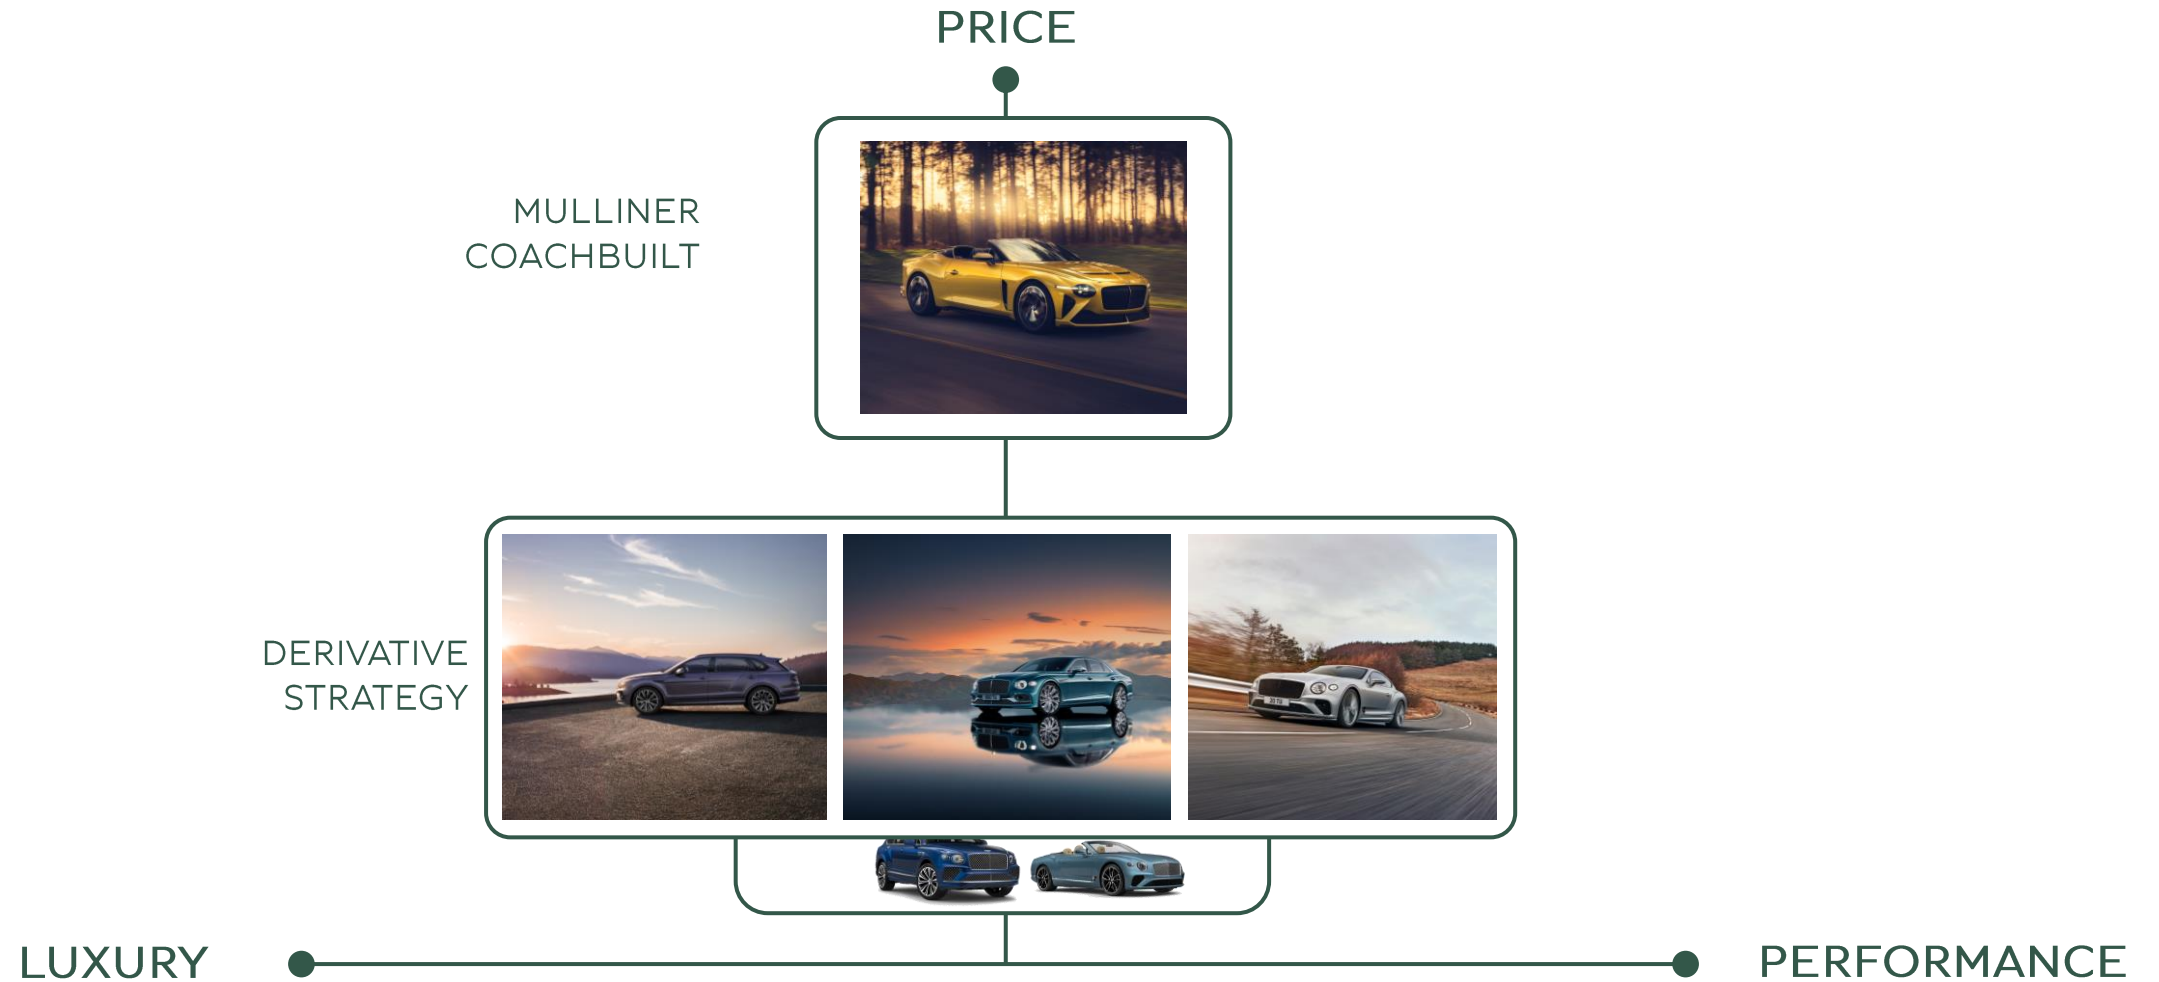 PRICE
MULLINER
COACHBUILT
DERIVATIVE
STRATEGY
LUXURY
PERFORMANCE